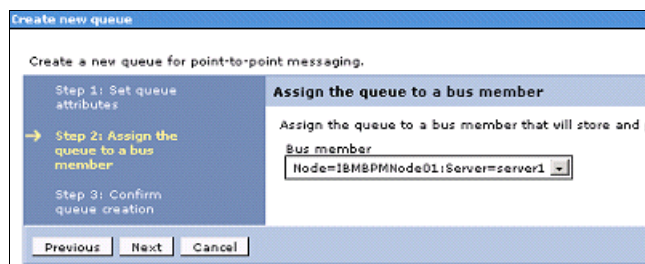 Create new queue
Create a new queue for point-to-point messaging.
Step 1: Set queue
attributes
Step 2: Assign the
queue to a bus
member
Step 3: Confirm
queue creation
Assign the queue to a bus member
Assign the queue to a bus member that will store and
Bus member
Node=IBMBPMNode01:Server=server1
Previous Next Cancel